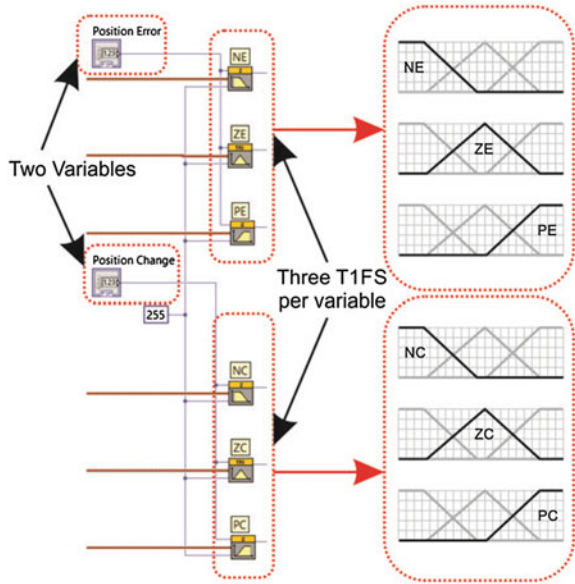 Position Error
NE
ZE
PE
Two Variables
Position Change
255
NC
ZC
PC
Three T1FS
per variable
NE
ZE
PE
NC
ZC
PC